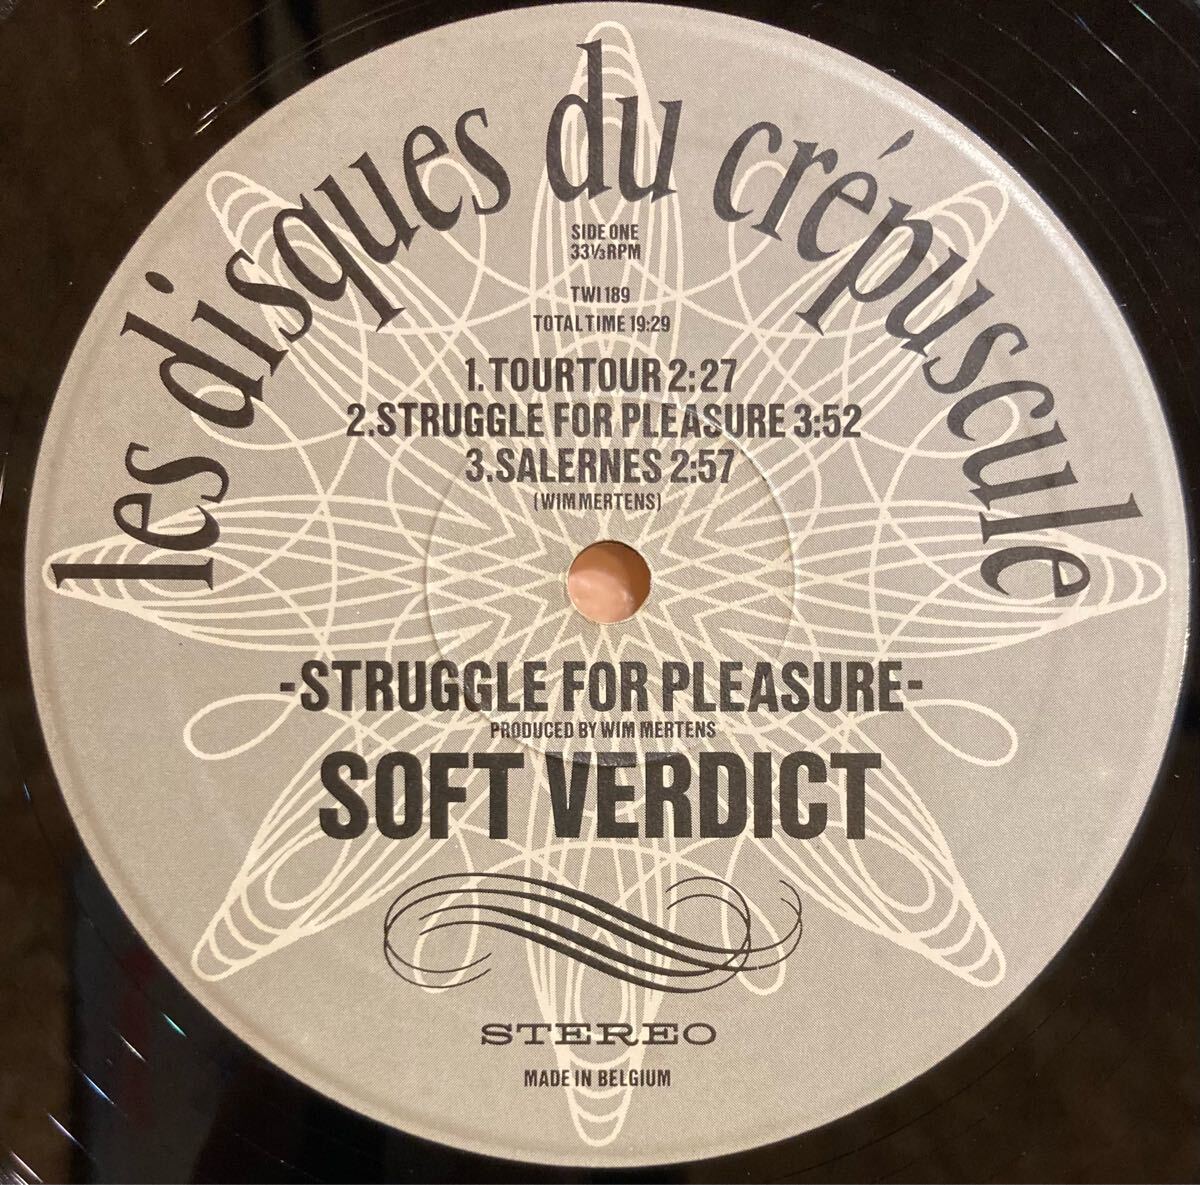 les disques du crépuscule
SIDE ONE
33⅓RPM
TWI 189
TOTAL TIME 19:29
1.TOURTOUR 2:27
2.STRUGGLE FOR PLEASURE 3:52
3.SALERNES 2:57
(WIM MERTENS)
-STRUGGLE FOR PLEASURE-
PRODUCED BY WIM MERTENS
SOFT VERDICT
STEREO
MADE IN BELGIUM